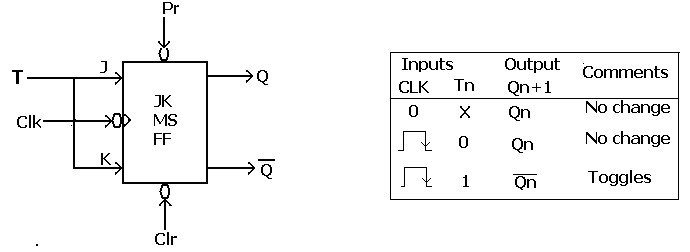 Pr
T
J
Q
Clk
JK
MS
FF
K
Q̅
Clr
Inputs Output Comments
CLK Tn Qn+1
0 X Qn No change
0 Qn No change
1 Q̅n̅ Toggles